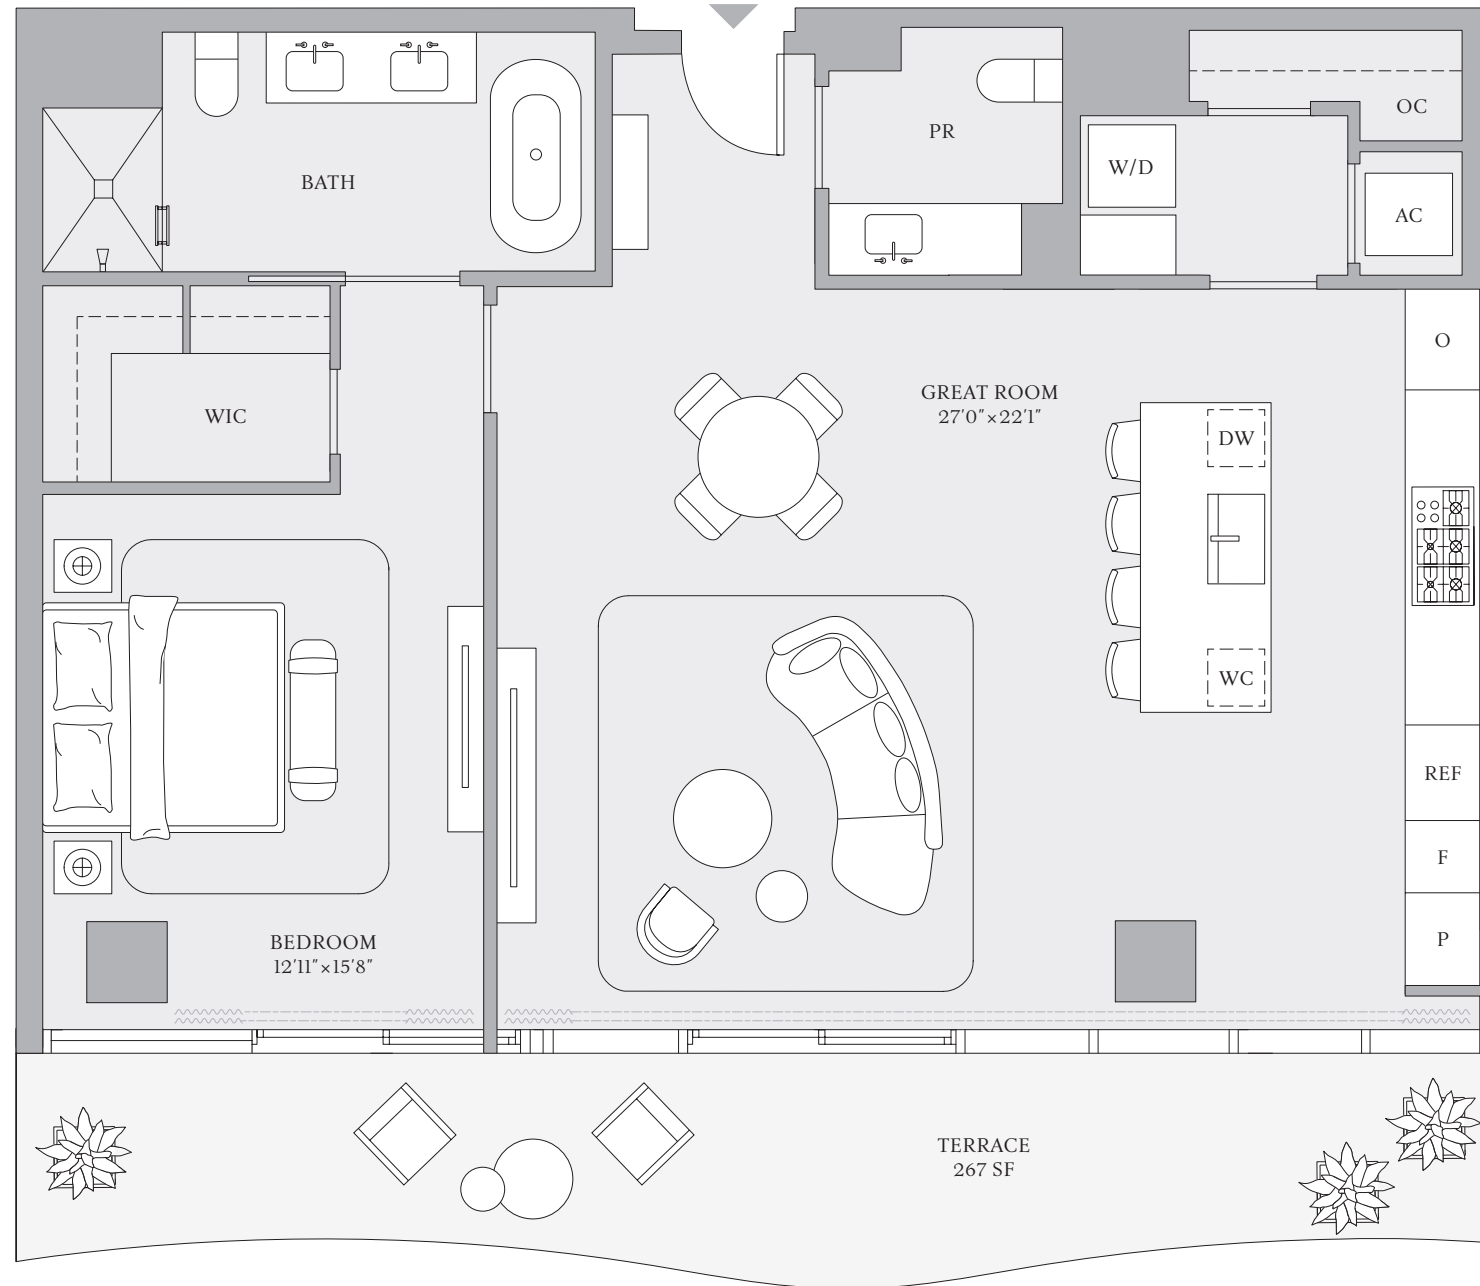 OC
PR
W/D
BATH
AC
O
GREAT ROOM
27'0"×22'1"
WIC
DW
WC
REF
F
P
BEDROOM
12'11"×15'8"
TERRACE
267 SF